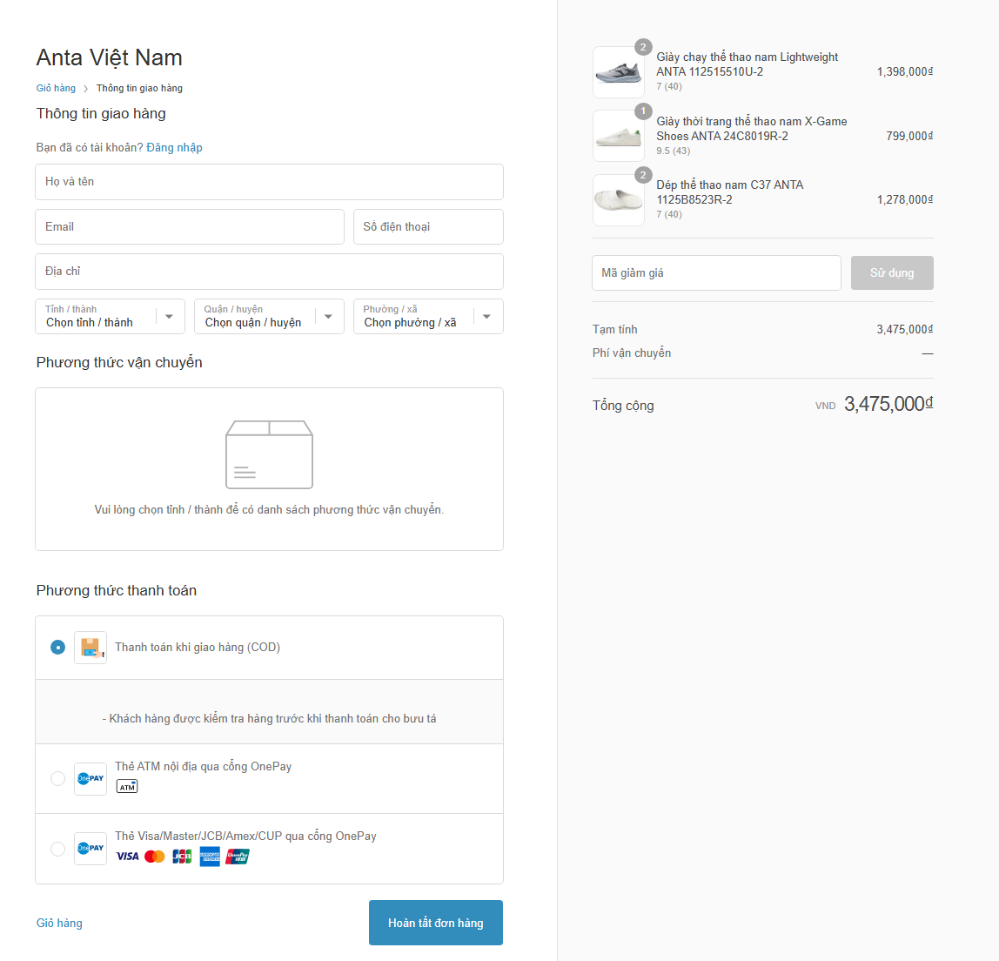 Anta Việt Nam
Giỏ hàng
Thông tin giao hàng
Thông tin giao hàng
Bạn đã có tài khoản? Đăng nhập
Họ và tên
Email
Số điện thoại
Địa chỉ
Tỉnh / thành
Chọn tỉnh / thành
Quận / huyện
Chọn quận / huyện
Phường / xã
Chọn phường / xã
Phương thức vận chuyển
Vui lòng chọn tỉnh / thành để có danh sách phương thức vận chuyển.
Phương thức thanh toán
Thanh toán khi giao hàng (COD)
- Khách hàng được kiểm tra hàng trước khi thanh toán cho bưu tá
OnePAY
Thẻ ATM nội địa qua cổng OnePay
ATM
OnePAY
Thẻ Visa/Master/JCB/Amex/CUP qua cổng OnePay
VISA
JCB
AMERICAN EXPRESS
UnionPay
Giỏ hàng
Hoàn tất đơn hàng
2
Giày chạy thể thao nam Lightweight
ANTA 112515510U-2
7 (40)
1,398,000₫
1
Giày thời trang thể thao nam X-Game
Shoes ANTA 24C8019R-2
9.5 (43)
799,000₫
2
Dép thể thao nam C37 ANTA
1125B8523R-2
7 (40)
1,278,000₫
Mã giảm giá
Sử dụng
Tạm tính
3,475,000₫
Phí vận chuyển
—
Tổng cộng
VND 3,475,000₫